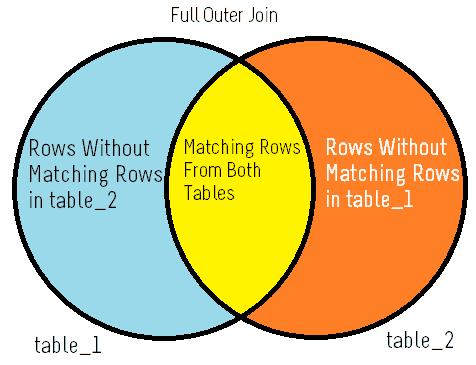 Full Outer Join
Rows Without
Matching Rows
in table_2
Matching Rows
From Both
Tables
Rows Without
Matching Rows
in table_1
table_1
table_2